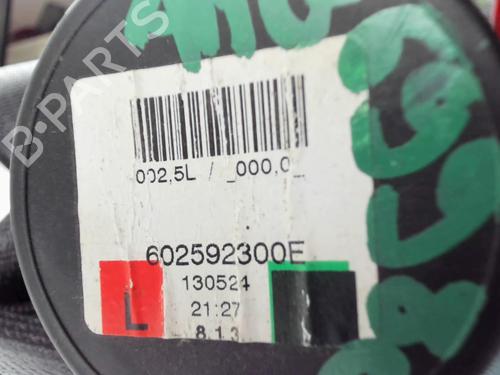 B-PARTS
002,5L / _000,0_
602592300E
130524
L
21:27
8.1.3